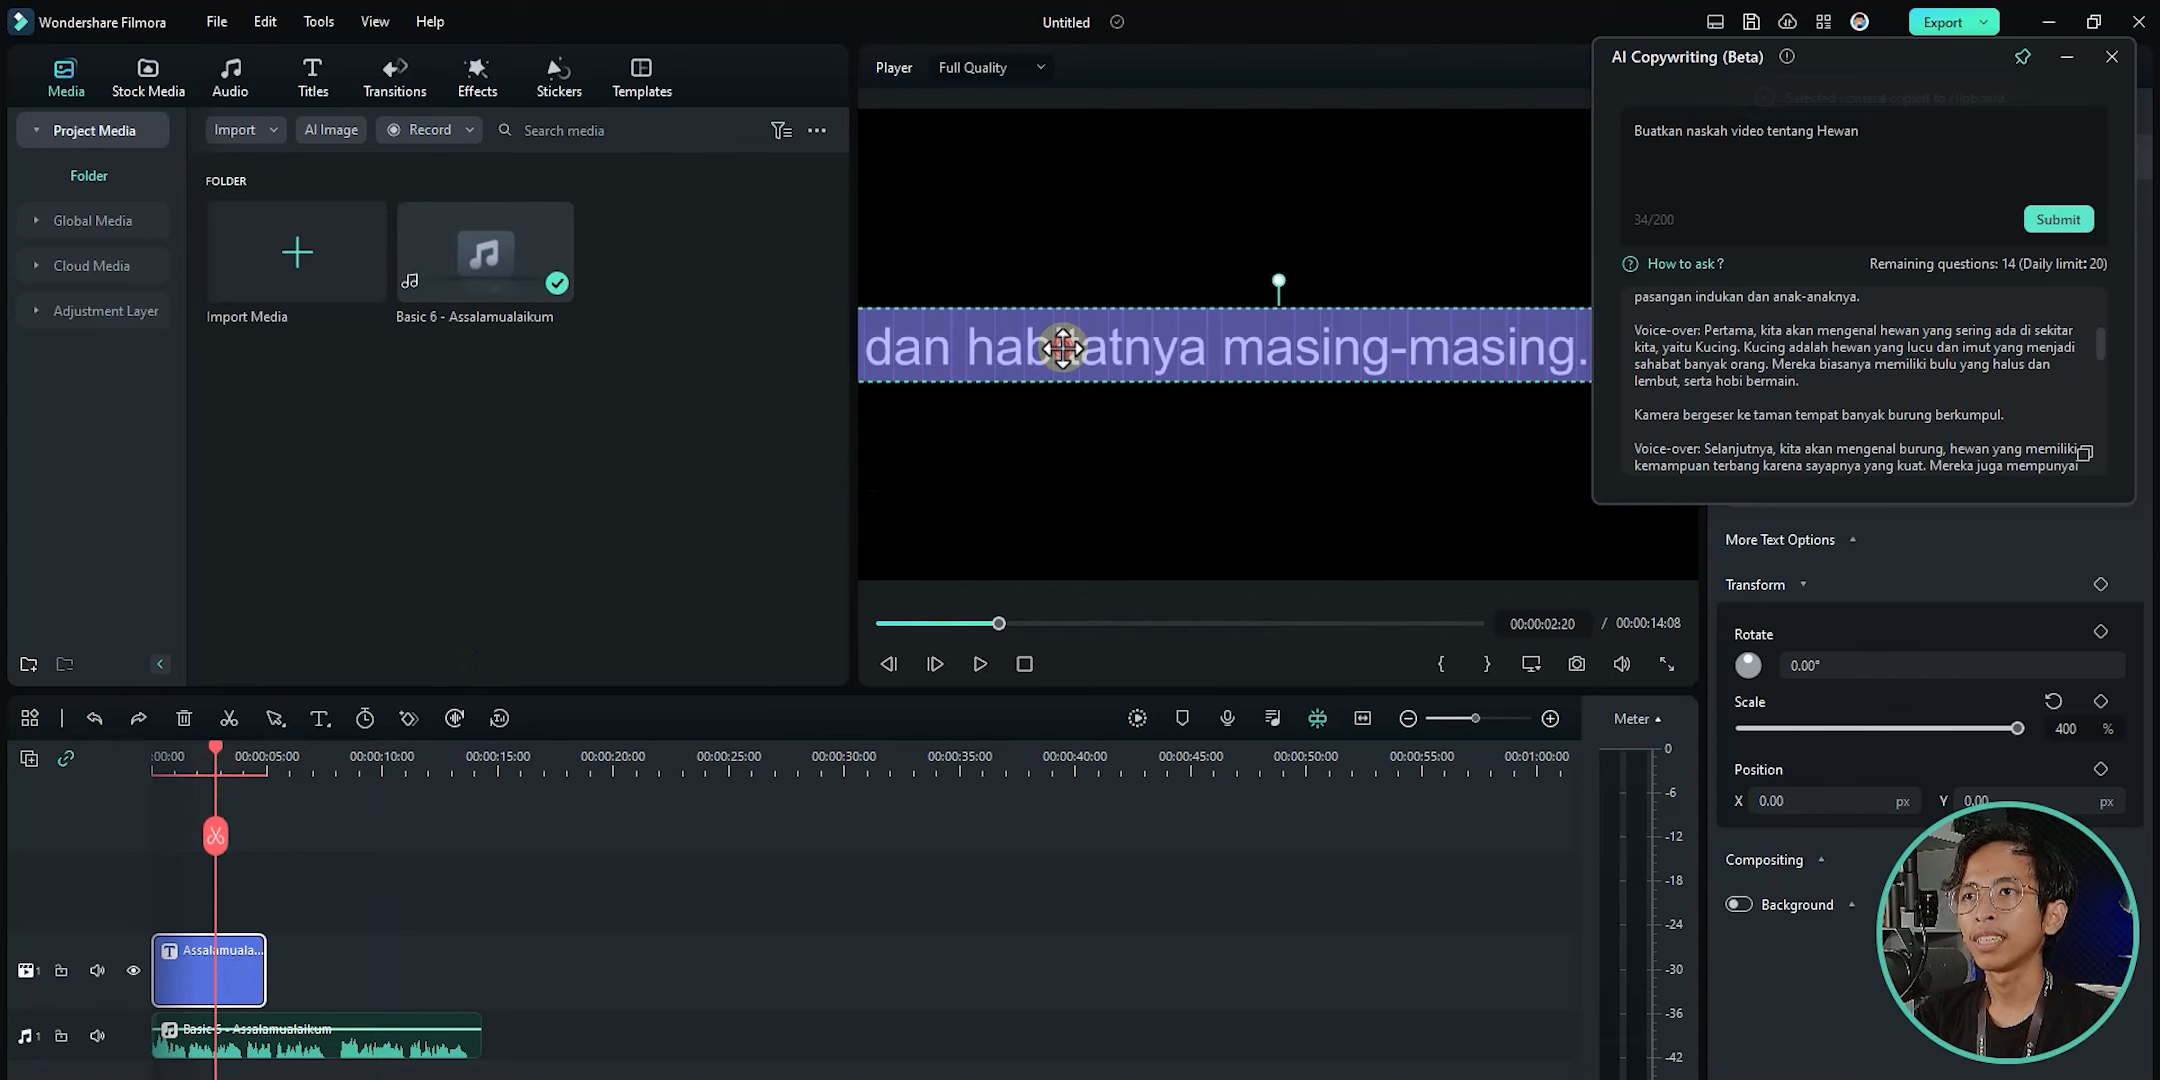 Wondershare Filmora
File
Edit
Tools
View
Help
Untitled
Export
Media
Stock Media
Audio
Titles
Transitions
Effects
Stickers
Templates
Player
Full Quality
AI Copywriting (Beta)
Selected content copied to clipboard.
Project Media
Import
AI Image
Record
Search media
Buatkan naskah video tentang Hewan
34/200
Submit
How to ask?
Remaining questions: 14 (Daily limit: 20)
Folder
Global Media
Cloud Media
Adjustment Layer
FOLDER
Import Media
Basic 6 - Assalamualaikum
pasangan indukan dan anak-anaknya.
Voice-over: Pertama, kita akan mengenal hewan yang sering ada di sekitar
kita, yaitu Kucing. Kucing adalah hewan yang lucu dan imut yang menjadi
sahabat banyak orang. Mereka biasanya memiliki bulu yang halus dan
lembut, serta hobi bermain.
Kamera bergeser ke taman tempat banyak burung berkumpul.
Voice-over: Selanjutnya, kita akan mengenal burung, hewan yang memiliki
kemampuan terbang karena sayapnya yang kuat. Mereka juga mempunyai
dan habitatnya masing-masing.
00:00:02:20 / 00:00:14:08
More Text Options
Transform
Rotate
0.00°
Scale
400 %
Position
X 0.00 px Y 0.00 px
Compositing
Background
Meter
:00:00 00:00:05:00 00:00:10:00 00:00:15:00 00:00:20:00 00:00:25:00 00:00:30:00 00:00:35:00 00:00:40:00 00:00:45:00 00:00:50:00 00:00:55:00 00:01:00:00
0
-6
-12
-18
-24
-30
-36
-42
Assalamuala...
1
Basic 6 - Assalamualaikum
1